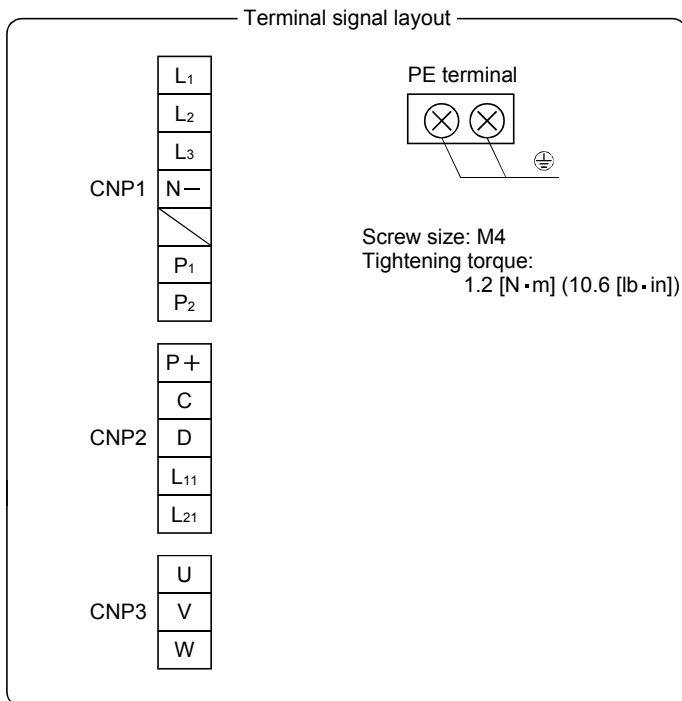 Terminal signal layout
L1
L2
L3
CNP1
N−
P1
P2
P+
C
CNP2
D
L11
L21
U
CNP3
V
W
PE terminal
Screw size: M4
Tightening torque:
1.2 [N·m] (10.6 [lb·in])